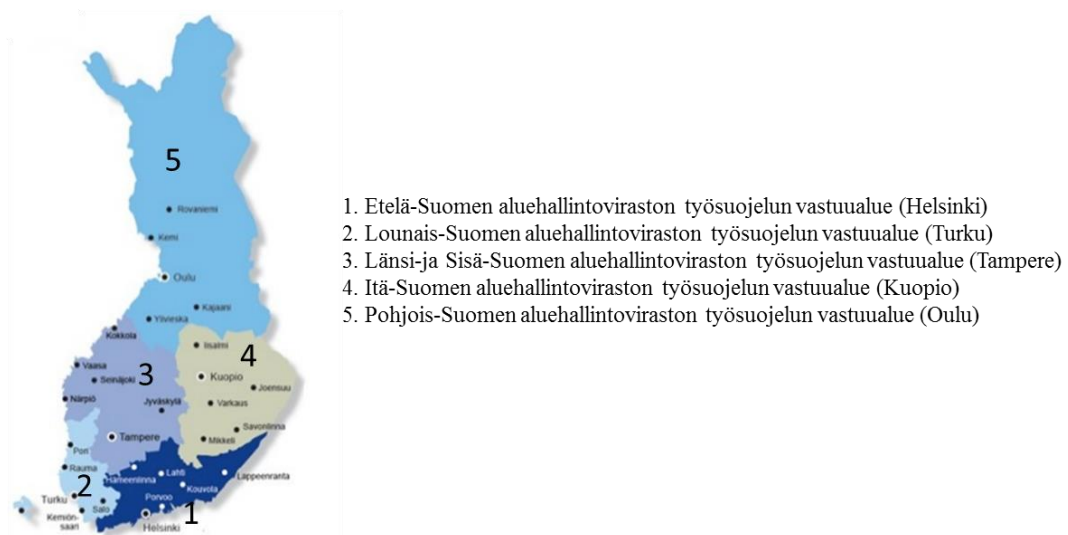 5
Rovaniemi
Kemi
Oulu
Kajaani
Ylivieska
Kokkola
Iisalmi
4
Vaasa
3
Kuopio
Seinäjoki
Joensuu
Närpiö
Jyväskylä
Varkaus
Savonlinna
Tampere
Mikkeli
Pori
Rauma
Hämeenlinna
Lahti
Lappeenranta
2
Kouvola
Turku
Salo
Porvoo
1
Kemiön-
saari
Helsinki
1. Etelä-Suomen aluehallintoviraston työsuojelun vastuualue (Helsinki)
2. Lounais-Suomen aluehallintoviraston työsuojelun vastuualue (Turku)
3. Länsi-ja Sisä-Suomen aluehallintoviraston työsuojelun vastuualue (Tampere)
4. Itä-Suomen aluehallintoviraston työsuojelun vastuualue (Kuopio)
5. Pohjois-Suomen aluehallintoviraston työsuojelun vastuualue (Oulu)